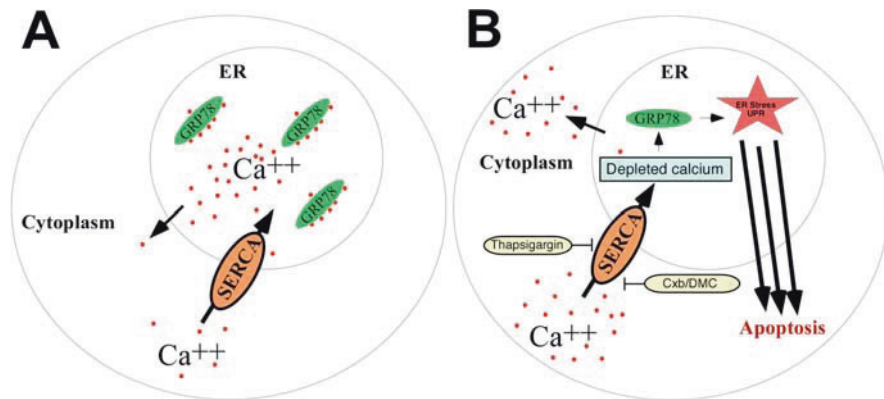 A
ER
GRP78
GRP78
Ca++
GRP78
Cytoplasm
SERCA
Ca++
B
ER
Ca++
GRP78
ER Stress
UPR
Cytoplasm
Depleted calcium
Thapsigargin
SERCA
Cxb/DMC
Ca++
Apoptosis